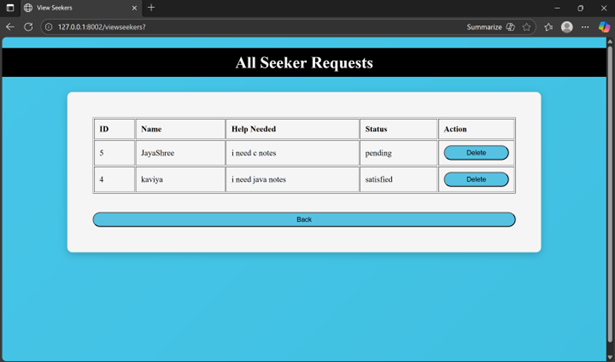 View Seekers
127.0.0.1:8002/viewseekers?
Summarize
All Seeker Requests
ID Name Help Needed Status Action
5 JayaShree i need c notes pending Delete
4 kaviya i need java notes satisfied Delete
Back